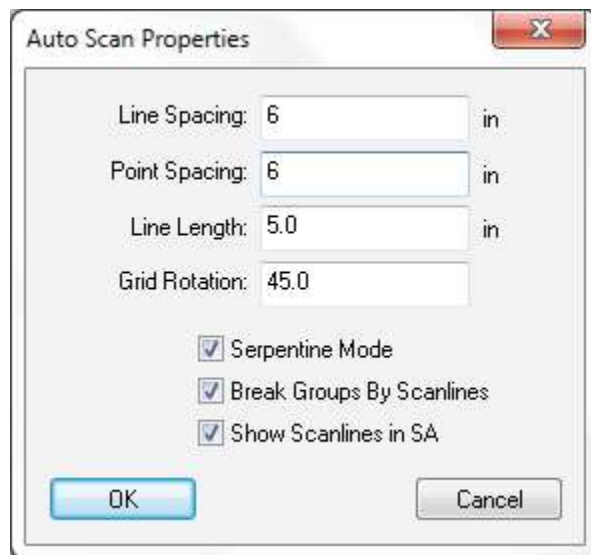 Auto Scan Properties
Line Spacing: 6 in
Point Spacing: 6 in
Line Length: 5.0 in
Grid Rotation: 45.0
Serpentine Mode
Break Groups By Scanlines
Show Scanlines in SA
OK Cancel